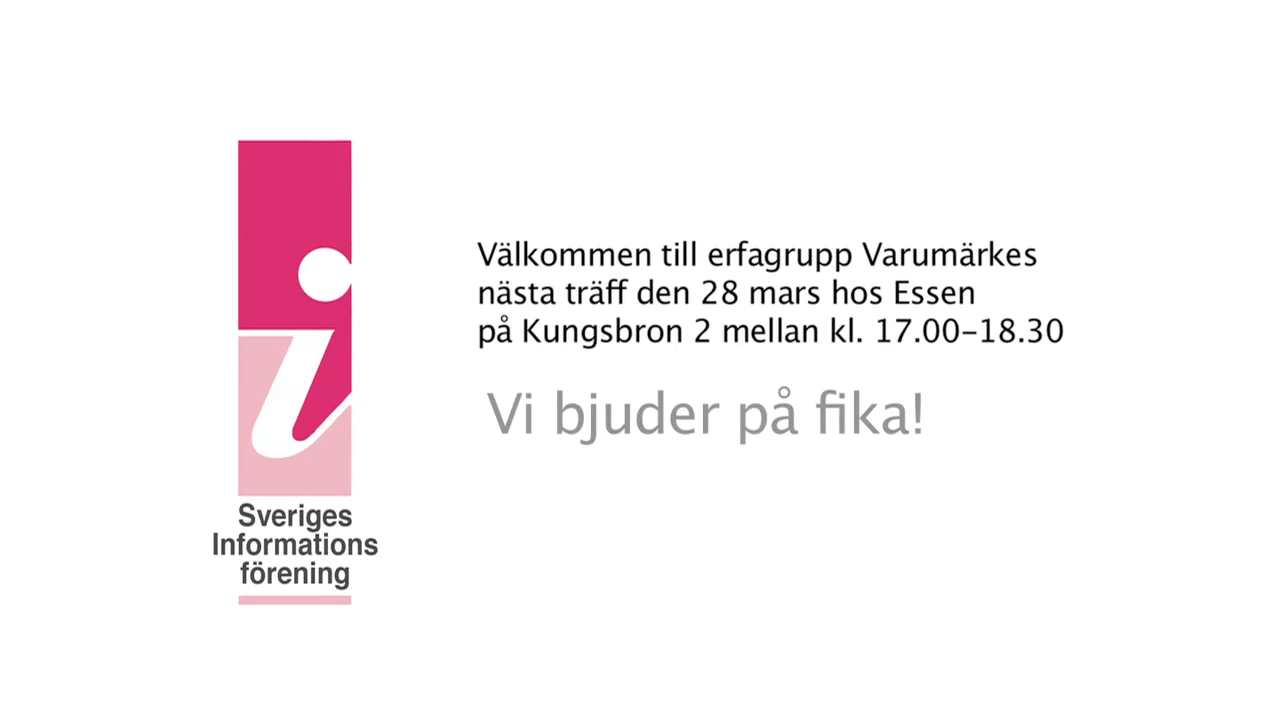 Sveriges
Informations
förening
Välkommen till erfagrupp Varumärkes
nästa träff den 28 mars hos Essen
på Kungsbron 2 mellan kl. 17.00-18.30
Vi bjuder på fika!